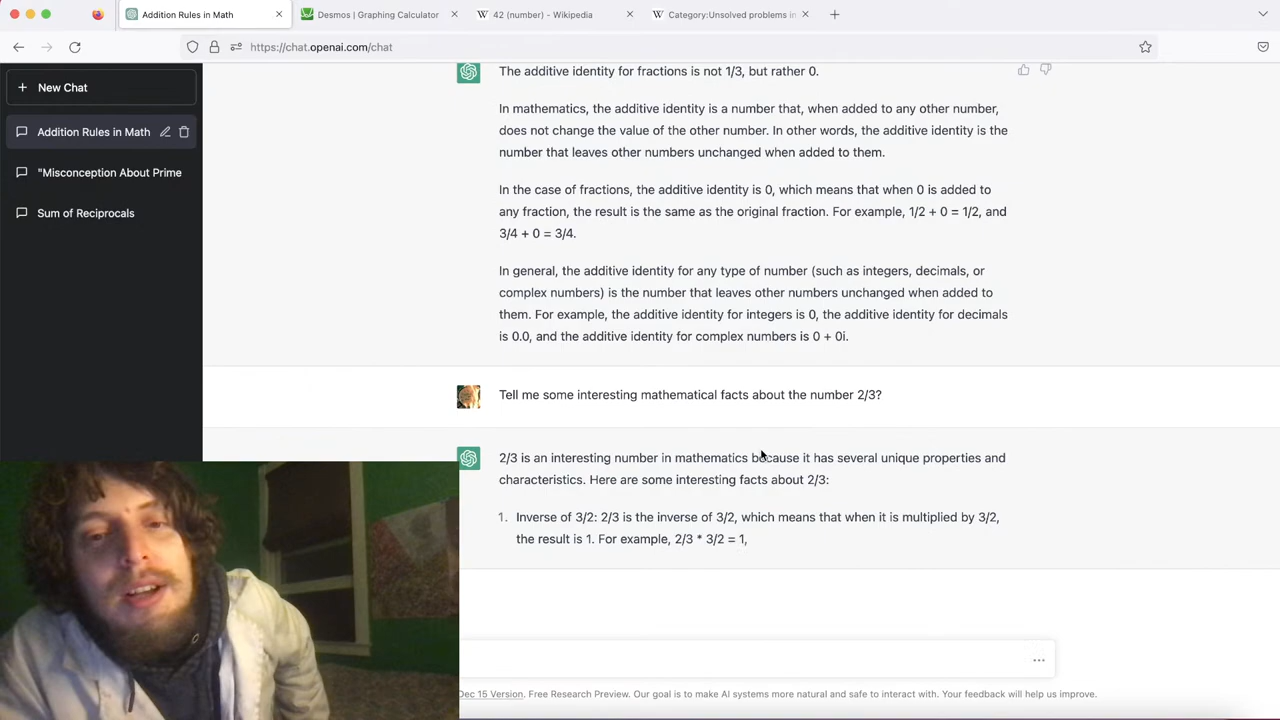 Addition Rules in Math
Desmos | Graphing Calculator
42 (number) - Wikipedia
Category:Unsolved problems in
https://chat.openai.com/chat
New Chat
Addition Rules in Math
"Misconception About Prime
Sum of Reciprocals
The additive identity for fractions is not 1/3, but rather 0.
In mathematics, the additive identity is a number that, when added to any other number,
does not change the value of the other number. In other words, the additive identity is the
number that leaves other numbers unchanged when added to them.
In the case of fractions, the additive identity is 0, which means that when 0 is added to
any fraction, the result is the same as the original fraction. For example, 1/2 + 0 = 1/2, and
3/4 + 0 = 3/4.
In general, the additive identity for any type of number (such as integers, decimals, or
complex numbers) is the number that leaves other numbers unchanged when added to
them. For example, the additive identity for integers is 0, the additive identity for decimals
is 0.0, and the additive identity for complex numbers is 0 + 0i.
Tell me some interesting mathematical facts about the number 2/3?
2/3 is an interesting number in mathematics because it has several unique properties and
characteristics. Here are some interesting facts about 2/3:
1. Inverse of 3/2: 2/3 is the inverse of 3/2, which means that when it is multiplied by 3/2,
the result is 1. For example, 2/3 * 3/2 = 1,
Dec 15 Version. Free Research Preview. Our goal is to make AI systems more natural and safe to interact with. Your feedback will help us improve.